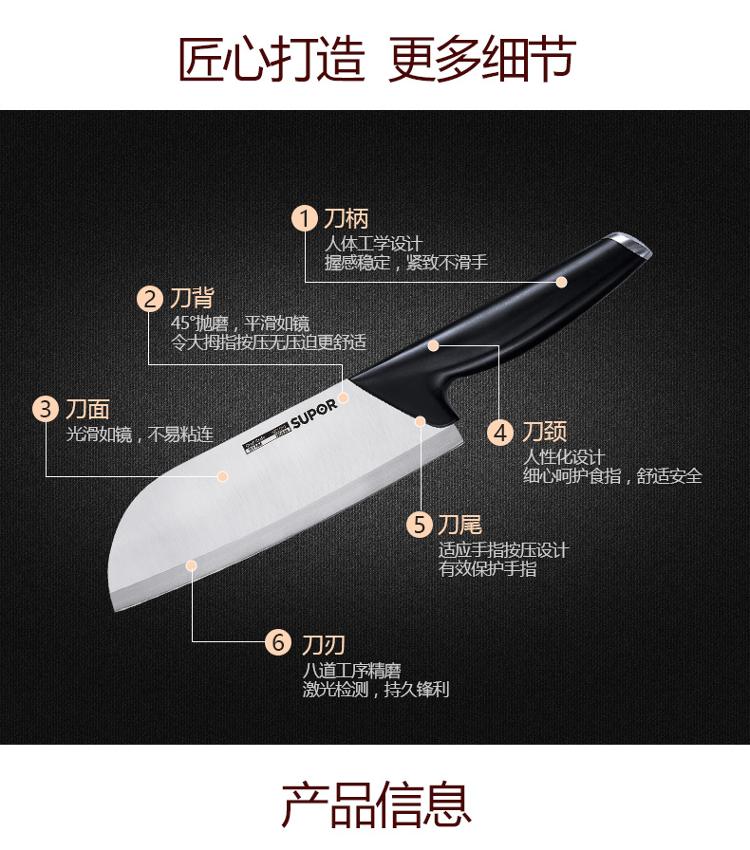 匠心打造 更多细节
1 刀柄
人体工学设计
握感稳定，紧致不滑手
2 刀背
45°抛磨，平滑如镜
令大拇指按压无压迫更舒适
3 刀面
光滑如镜，不易粘连
SUPOR
4 刀颈
人性化设计
细心呵护食指，舒适安全
5 刀尾
适应手指按压设计
有效保护手指
6 刀刃
八道工序精磨
激光检测，持久锋利
产品信息